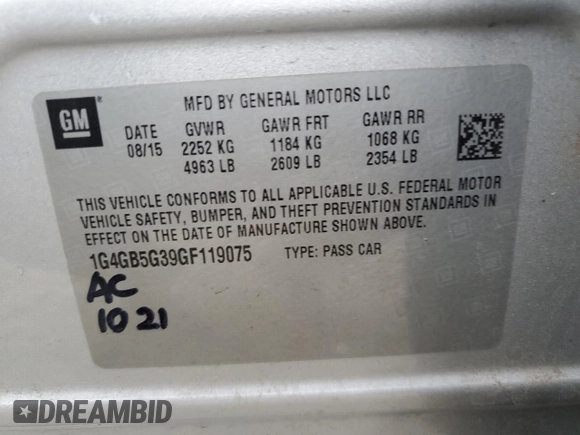 GM
MFD BY GENERAL MOTORS LLC
DATE GVWR GAWR FRT GAWR RR
08/15 2252 KG 1184 KG 1068 KG
4963 LB 2609 LB 2354 LB
THIS VEHICLE CONFORMS TO ALL APPLICABLE U.S. FEDERAL MOTOR
VEHICLE SAFETY, BUMPER, AND THEFT PREVENTION STANDARDS IN
EFFECT ON THE DATE OF MANUFACTURE SHOWN ABOVE.
1G4GB5G39GF119075 TYPE: PASS CAR
AC
10 21
DREAMBID